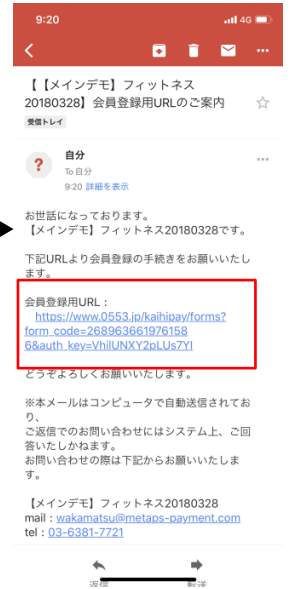 9:20
4G
【【メインデモ】フィットネス
20180328】会員登録用URLのご案内
受信トレイ
?
自分
To 自分
9:20 詳細を表示
お世話になっております。
【メインデモ】フィットネス20180328です。
下記URLより会員登録の手続きをお願いいたし
ます。
会員登録用URL：
https://www.0553.jp/kaihipay/forms?
form_code=268963661976158
6&auth_key=VhilUNXY2pLUs7YI
どうぞよろしくお願いいたします。
※本メールはコンピュータで自動送信されてお
り、
ご返信でのお問い合わせにはシステム上、ご回
答いたしかねます。
お問い合わせの際は下記からお願いいたしま
す。
【メインデモ】フィットネス20180328
mail : wakamatsu@metaps-payment.com
tel : 03-6381-7721
返信
転送